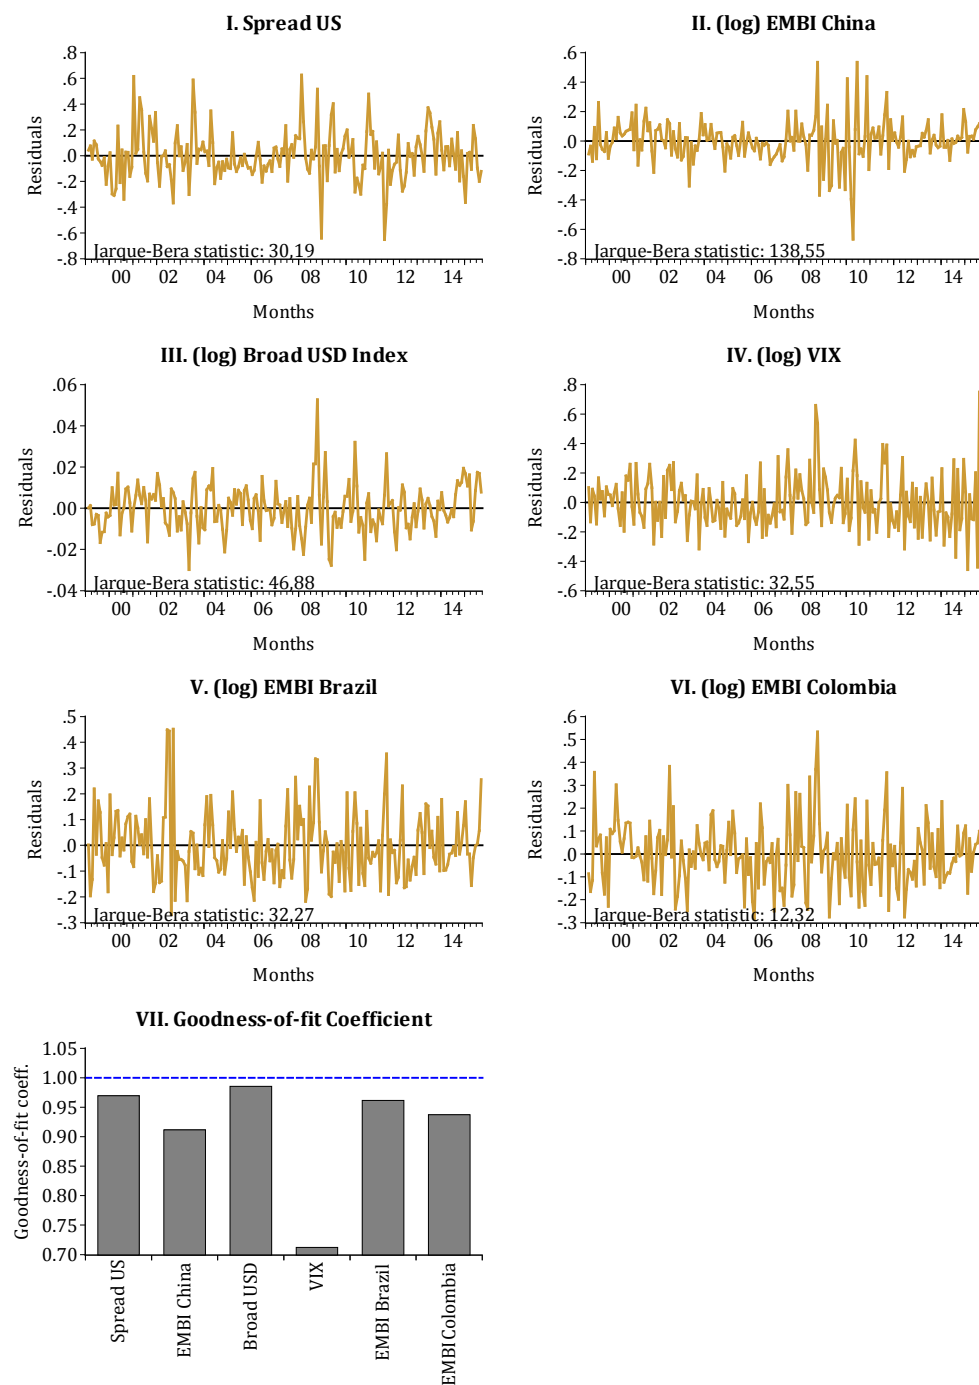 I. Spread US
.8
.6
.4
.2
.0
-.2
-.4
-.6
-.8
Residuals
Jarque-Bera statistic: 30,19
00 02 04 06 08 10 12 14
Months
II. (log) EMBI China
.6
.4
.2
.0
-.2
-.4
-.6
-.8
Residuals
Jarque-Bera statistic: 138,55
00 02 04 06 08 10 12 14
Months
III. (log) Broad USD Index
.06
.04
.02
.00
-.02
-.04
Residuals
Jarque-Bera statistic: 46,88
00 02 04 06 08 10 12 14
Months
IV. (log) VIX
.8
.6
.4
.2
.0
-.2
-.4
-.6
Residuals
Jarque-Bera statistic: 32,55
00 02 04 06 08 10 12 14
Months
V. (log) EMBI Brazil
.5
.4
.3
.2
.1
.0
-.1
-.2
-.3
Residuals
Jarque-Bera statistic: 32,27
00 02 04 06 08 10 12 14
Months
VI. (log) EMBI Colombia
.6
.5
.4
.3
.2
.1
.0
-.1
-.2
-.3
Residuals
Jarque-Bera statistic: 12,32
00 02 04 06 08 10 12 14
Months
VII. Goodness-of-fit Coefficient
1.05
1.00
0.95
0.90
0.85
0.80
0.75
0.70
Goodness-of-fit coeff.
Spread US
EMBI China
Broad USD
VIX
EMBI Brazil
EMBI Colombia